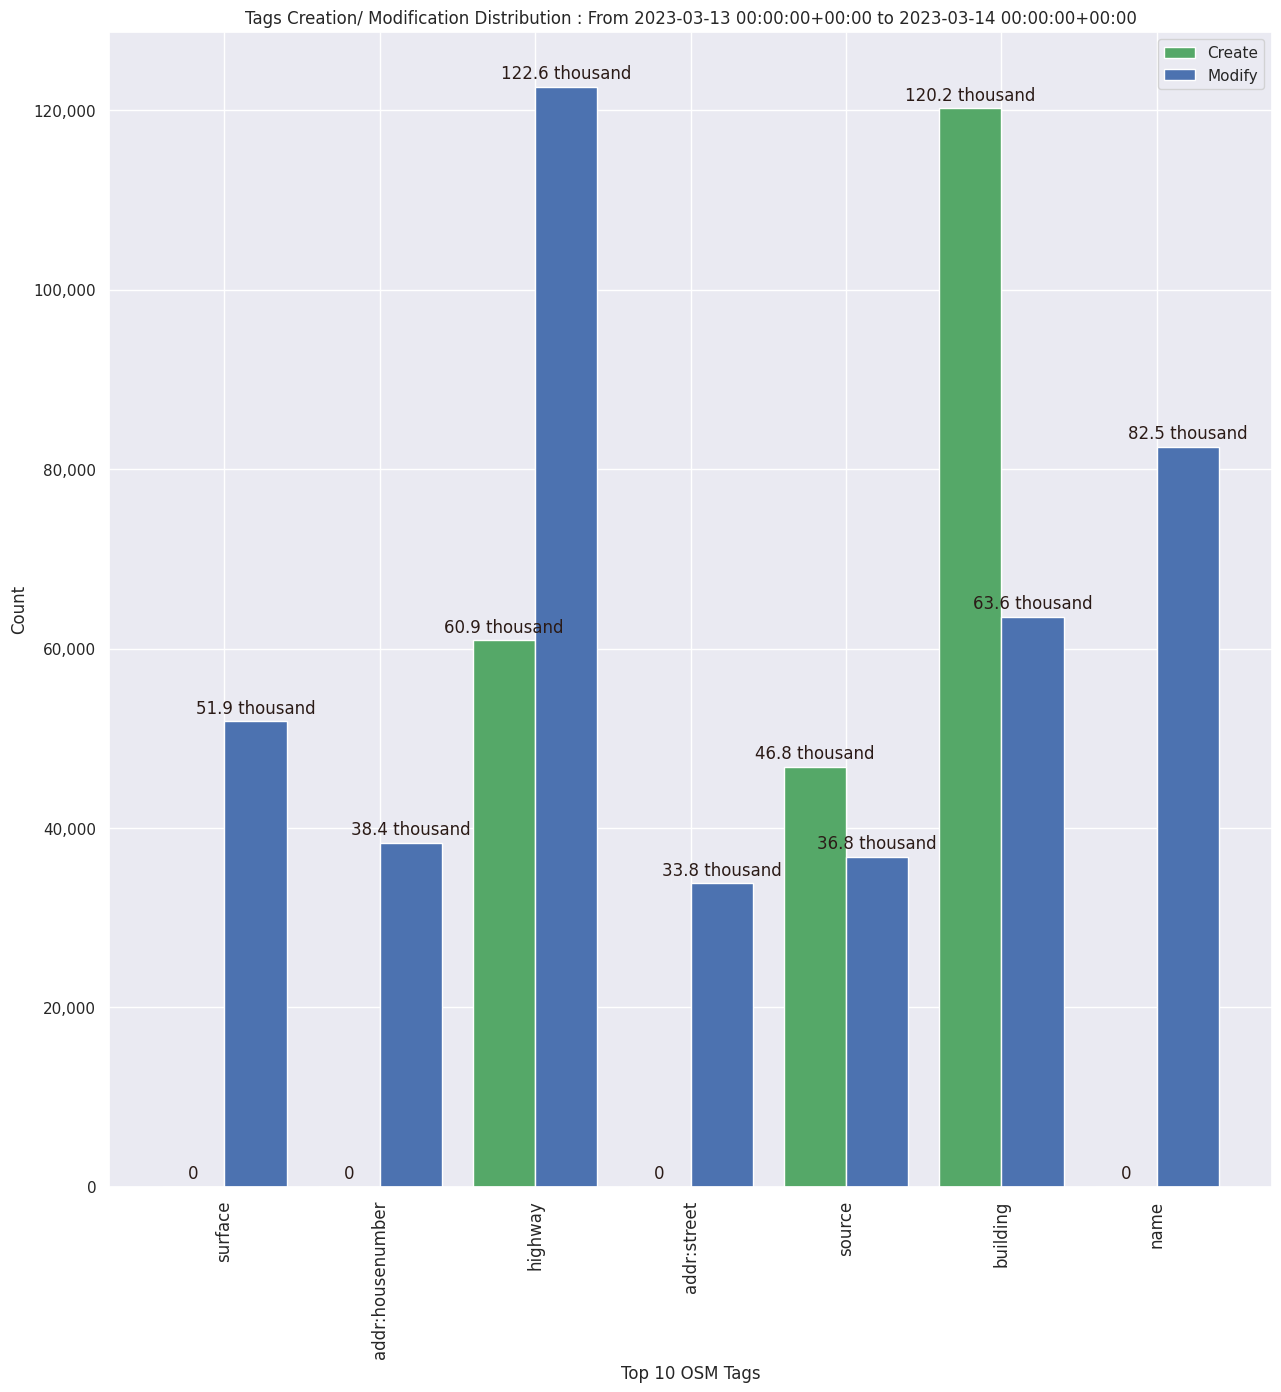 Tags Creation/ Modification Distribution : From 2023-03-13 00:00:00+00:00 to 2023-03-14 00:00:00+00:00
Create
Modify
122.6 thousand
120.2 thousand
82.5 thousand
63.6 thousand
60.9 thousand
51.9 thousand
46.8 thousand
38.4 thousand
36.8 thousand
33.8 thousand
0
0
0
0
120,000
100,000
80,000
60,000
40,000
20,000
0
Count
surface
addr:housenumber
highway
addr:street
source
building
name
Top 10 OSM Tags